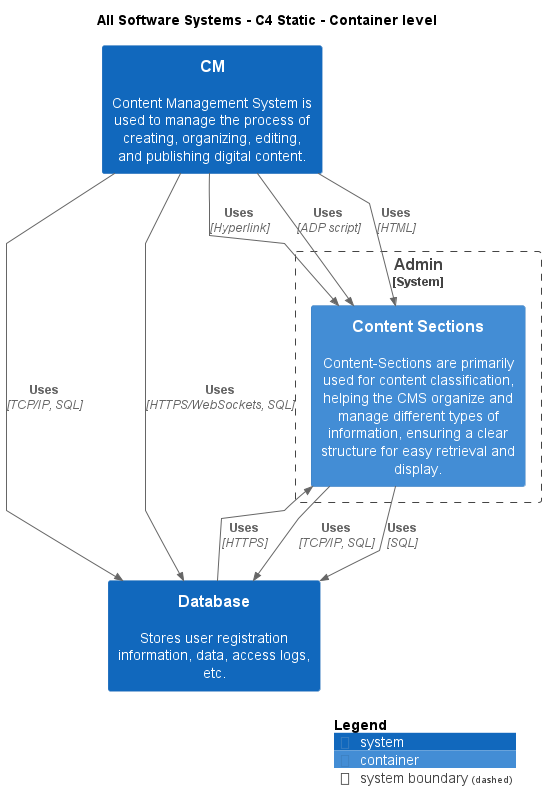 All Software Systems - C4 Static - Container level
CM
Content Management System is
used to manage the process of
creating, organizing, editing,
and publishing digital content.
Uses
[Hyperlink]
Uses
[ADP script]
Uses
[HTML]
Admin
[System]
Content Sections
Content-Sections are primarily
used for content classification,
helping the CMS organize and
manage different types of
information, ensuring a clear
structure for easy retrieval and
display.
Uses
[TCP/IP, SQL]
Uses
[HTTPS/WebSockets, SQL]
Uses
[HTTPS]
Uses
[TCP/IP, SQL]
Uses
[SQL]
Database
Stores user registration
information, data, access logs,
etc.
Legend
system
container
system boundary (dashed)